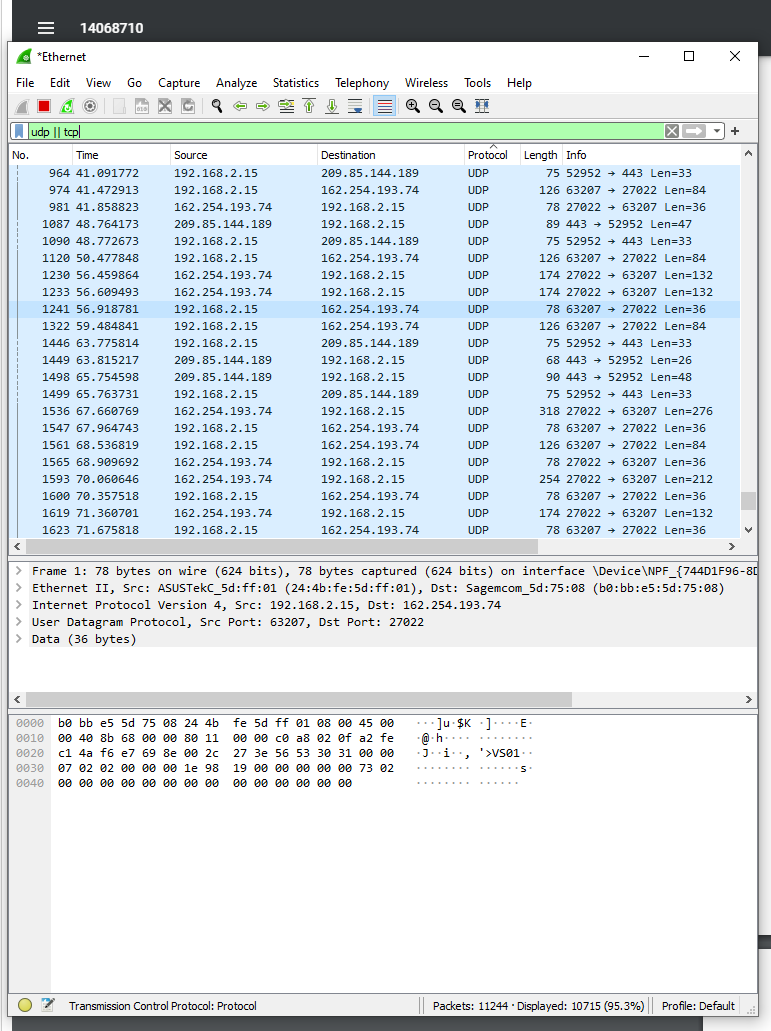 14068710
*Ethernet
File Edit View Go Capture Analyze Statistics Telephony Wireless Tools Help
udp || tcp
No. Time Source Destination Protocol Length Info
964 41.091772 192.168.2.15 209.85.144.189 UDP 75 52952 → 443 Len=33
974 41.472913 192.168.2.15 162.254.193.74 UDP 126 63207 → 27022 Len=84
981 41.858823 162.254.193.74 192.168.2.15 UDP 78 27022 → 63207 Len=36
1087 48.764173 209.85.144.189 192.168.2.15 UDP 89 443 → 52952 Len=47
1090 48.772673 192.168.2.15 209.85.144.189 UDP 75 52952 → 443 Len=33
1120 50.477848 192.168.2.15 162.254.193.74 UDP 126 63207 → 27022 Len=84
1230 56.459864 162.254.193.74 192.168.2.15 UDP 174 27022 → 63207 Len=132
1233 56.609493 162.254.193.74 192.168.2.15 UDP 174 27022 → 63207 Len=132
1241 56.918781 192.168.2.15 162.254.193.74 UDP 78 63207 → 27022 Len=36
1322 59.484841 192.168.2.15 162.254.193.74 UDP 126 63207 → 27022 Len=84
1446 63.775814 192.168.2.15 209.85.144.189 UDP 75 52952 → 443 Len=33
1449 63.815217 209.85.144.189 192.168.2.15 UDP 68 443 → 52952 Len=26
1498 65.754598 209.85.144.189 192.168.2.15 UDP 90 443 → 52952 Len=48
1499 65.763731 192.168.2.15 209.85.144.189 UDP 75 52952 → 443 Len=33
1536 67.660769 162.254.193.74 192.168.2.15 UDP 318 27022 → 63207 Len=276
1547 67.964743 192.168.2.15 162.254.193.74 UDP 78 63207 → 27022 Len=36
1561 68.536819 192.168.2.15 162.254.193.74 UDP 126 63207 → 27022 Len=84
1565 68.909692 162.254.193.74 192.168.2.15 UDP 78 27022 → 63207 Len=36
1593 70.060646 162.254.193.74 192.168.2.15 UDP 254 27022 → 63207 Len=212
1600 70.357518 192.168.2.15 162.254.193.74 UDP 78 63207 → 27022 Len=36
1619 71.360701 162.254.193.74 192.168.2.15 UDP 174 27022 → 63207 Len=132
1623 71.675818 192.168.2.15 162.254.193.74 UDP 78 63207 → 27022 Len=36
Frame 1: 78 bytes on wire (624 bits), 78 bytes captured (624 bits) on interface \Device\NPF_{744D1F96-8D
Ethernet II, Src: ASUSTekC_5d:ff:01 (24:4b:fe:5d:ff:01), Dst: Sagemcom_5d:75:08 (b0:bb:e5:5d:75:08)
Internet Protocol Version 4, Src: 192.168.2.15, Dst: 162.254.193.74
User Datagram Protocol, Src Port: 63207, Dst Port: 27022
Data (36 bytes)
0000 b0 bb e5 5d 75 08 24 4b fe 5d ff 01 08 00 45 00 ···]u·$K ·]····E·
0010 00 40 8b 68 00 00 80 11 00 00 c0 a8 02 0f a2 fe ·@·h···· ········
0020 c1 4a f6 e7 69 8e 00 2c 27 3e 56 53 30 31 00 00 ·J··i··, '>VS01··
0030 07 02 02 00 00 00 1e 98 19 00 00 00 00 00 73 02 ········ ······s·
0040 00 00 00 00 00 00 00 00 00 00 00 00 00 00 ········ ······
Transmission Control Protocol: Protocol Packets: 11244 · Displayed: 10715 (95.3%) Profile: Default